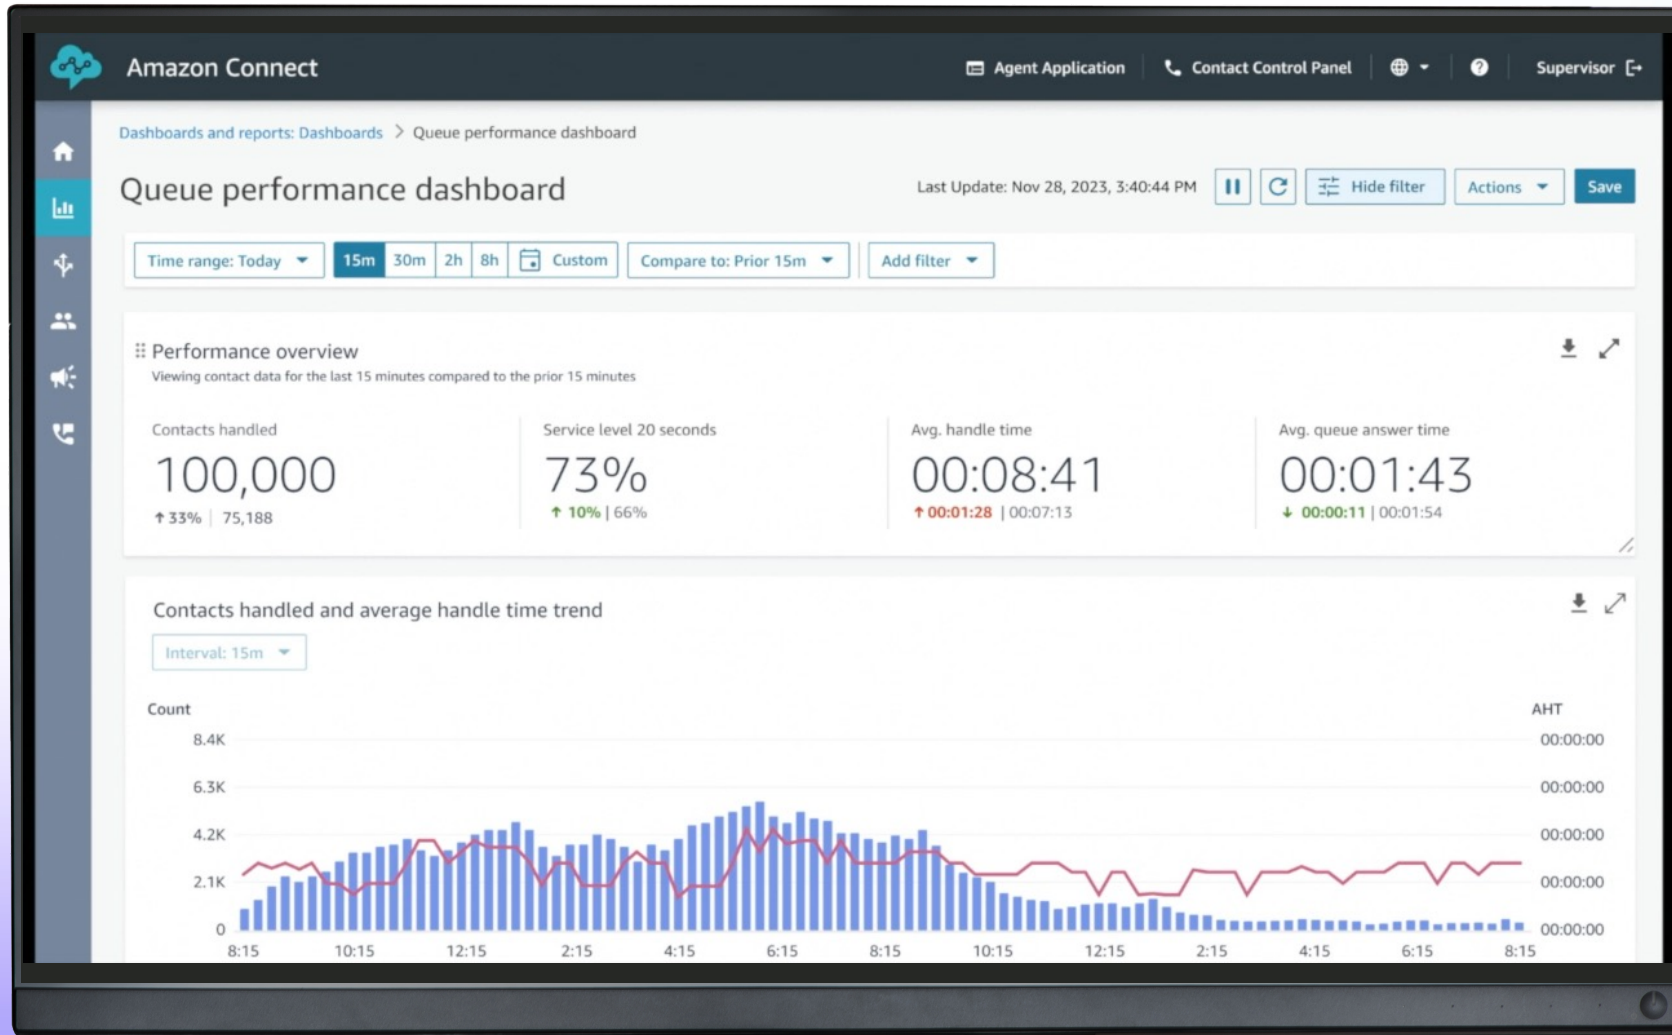 Amazon Connect
Agent Application
Contact Control Panel
Supervisor
Dashboards and reports: Dashboards > Queue performance dashboard
Queue performance dashboard
Last Update: Nov 28, 2023, 3:40:44 PM
Hide filter
Actions
Save
Time range: Today
15m
30m
2h
8h
Custom
Compare to: Prior 15m
Add filter
Performance overview
Viewing contact data for the last 15 minutes compared to the prior 15 minutes
Contacts handled
100,000
↑ 33% | 75,188
Service level 20 seconds
73%
↑ 10% | 66%
Avg. handle time
00:08:41
↑ 00:01:28 | 00:07:13
Avg. queue answer time
00:01:43
↓ 00:00:11 | 00:01:54
Contacts handled and average handle time trend
Interval: 15m
Count
AHT
8.4K
00:00:00
6.3K
00:00:00
4.2K
00:00:00
2.1K
00:00:00
0
00:00:00
8:15 10:15 12:15 2:15 4:15 6:15 8:15 10:15 12:15 2:15 4:15 6:15 8:15